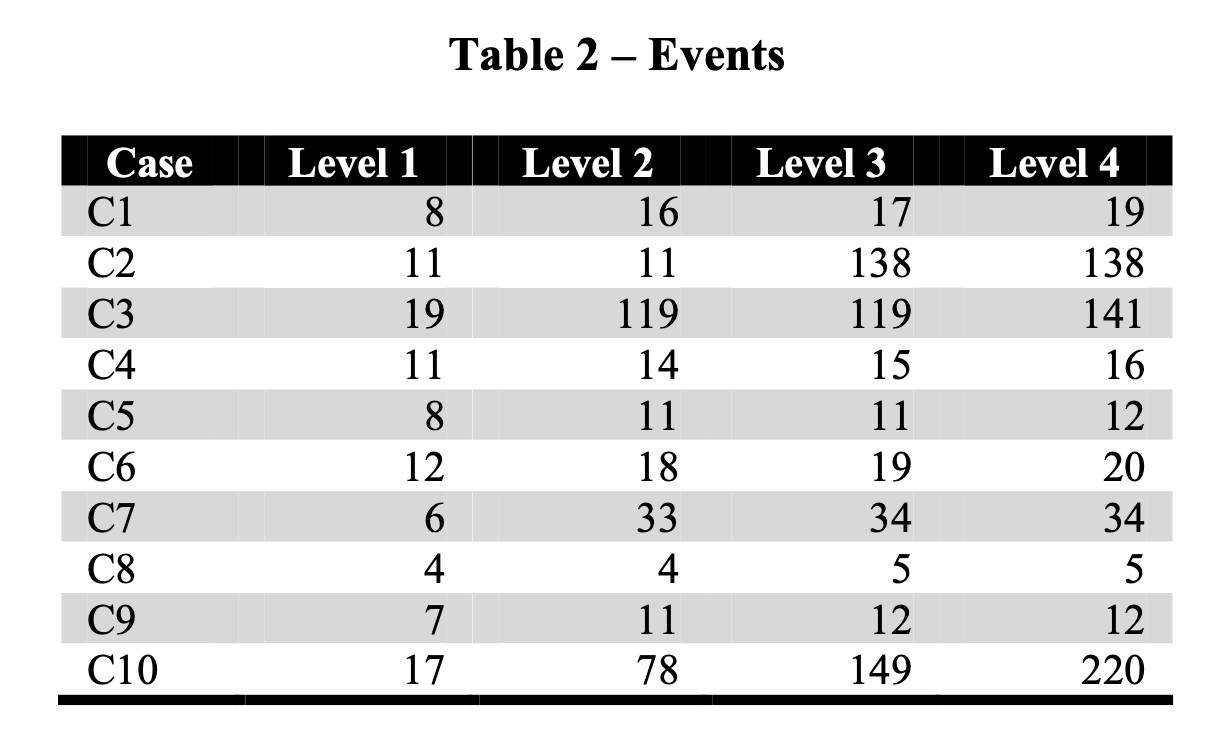 Table 2 – Events
Case Level 1 Level 2 Level 3 Level 4
C1 8 16 17 19
C2 11 11 138 138
C3 19 119 119 141
C4 11 14 15 16
C5 8 11 11 12
C6 12 18 19 20
C7 6 33 34 34
C8 4 4 5 5
C9 7 11 12 12
C10 17 78 149 220